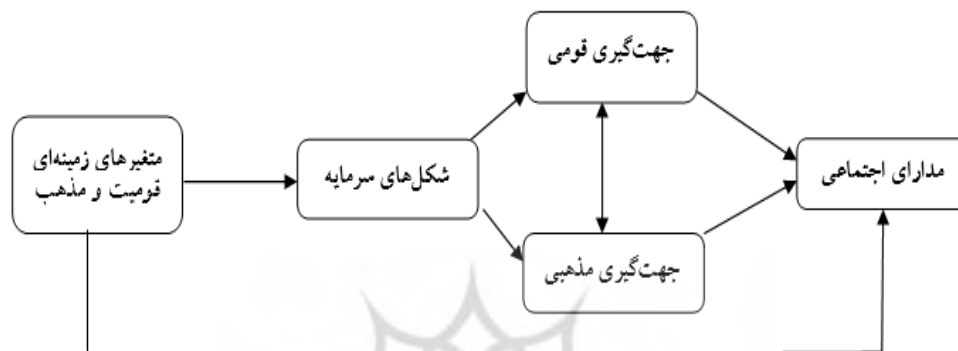 جهت‌گیری قومی
متغیرهای زمینه‌ای
قومیت و مذهب
شکل‌های سرمایه
مدارای اجتماعی
جهت‌گیری مذهبی